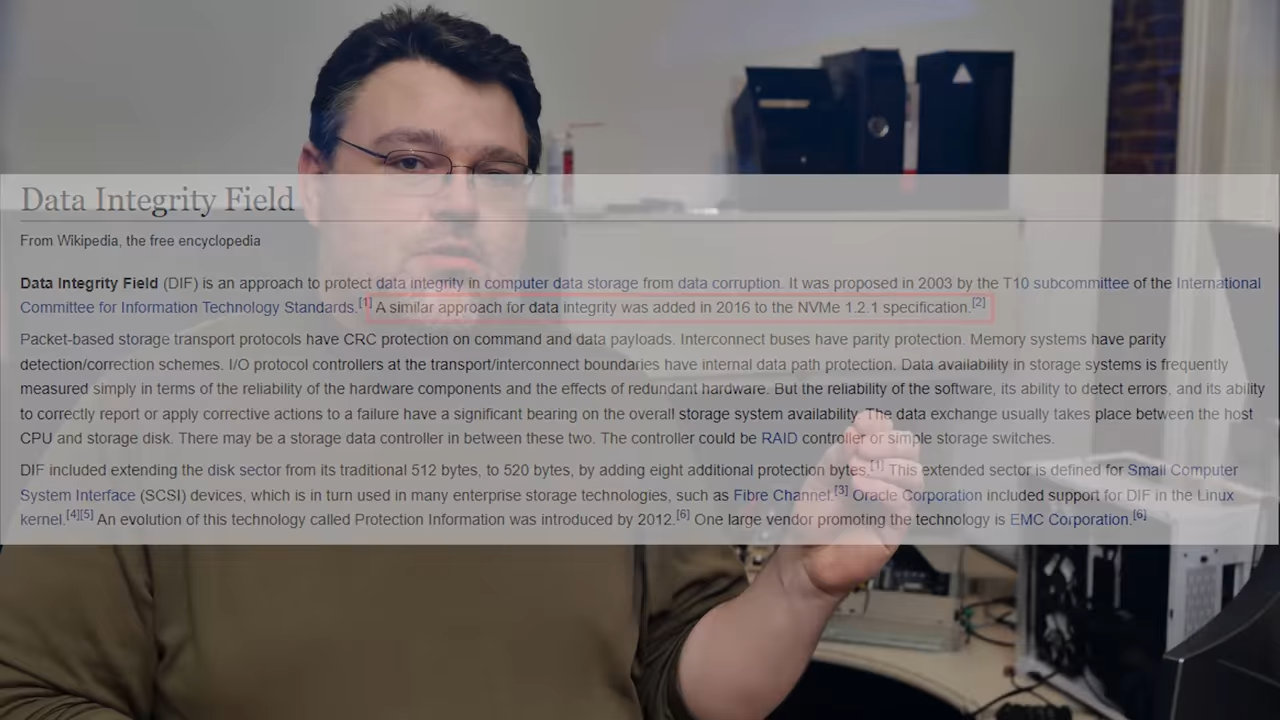 Data Integrity Field
From Wikipedia, the free encyclopedia
Data Integrity Field (DIF) is an approach to protect data integrity in computer data storage from data corruption. It was proposed in 2003 by the T10 subcommittee of the International
Committee for Information Technology Standards.[1] A similar approach for data integrity was added in 2016 to the NVMe 1.2.1 specification.[2]
Packet-based storage transport protocols have CRC protection on command and data payloads. Interconnect buses have parity protection. Memory systems have parity
detection/correction schemes. I/O protocol controllers at the transport/interconnect boundaries have internal data path protection. Data availability in storage systems is frequently
measured simply in terms of the reliability of the hardware components and the effects of redundant hardware. But the reliability of the software, its ability to detect errors, and its ability
to correctly report or apply corrective actions to a failure have a significant bearing on the overall storage system availability. The data exchange usually takes place between the host
CPU and storage disk. There may be a storage data controller in between these two. The controller could be RAID controller or simple storage switches.
DIF included extending the disk sector from its traditional 512 bytes, to 520 bytes, by adding eight additional protection bytes.[1] This extended sector is defined for Small Computer
System Interface (SCSI) devices, which is in turn used in many enterprise storage technologies, such as Fibre Channel.[3] Oracle Corporation included support for DIF in the Linux
kernel.[4][5] An evolution of this technology called Protection Information was introduced by 2012.[6] One large vendor promoting the technology is EMC Corporation.[6]